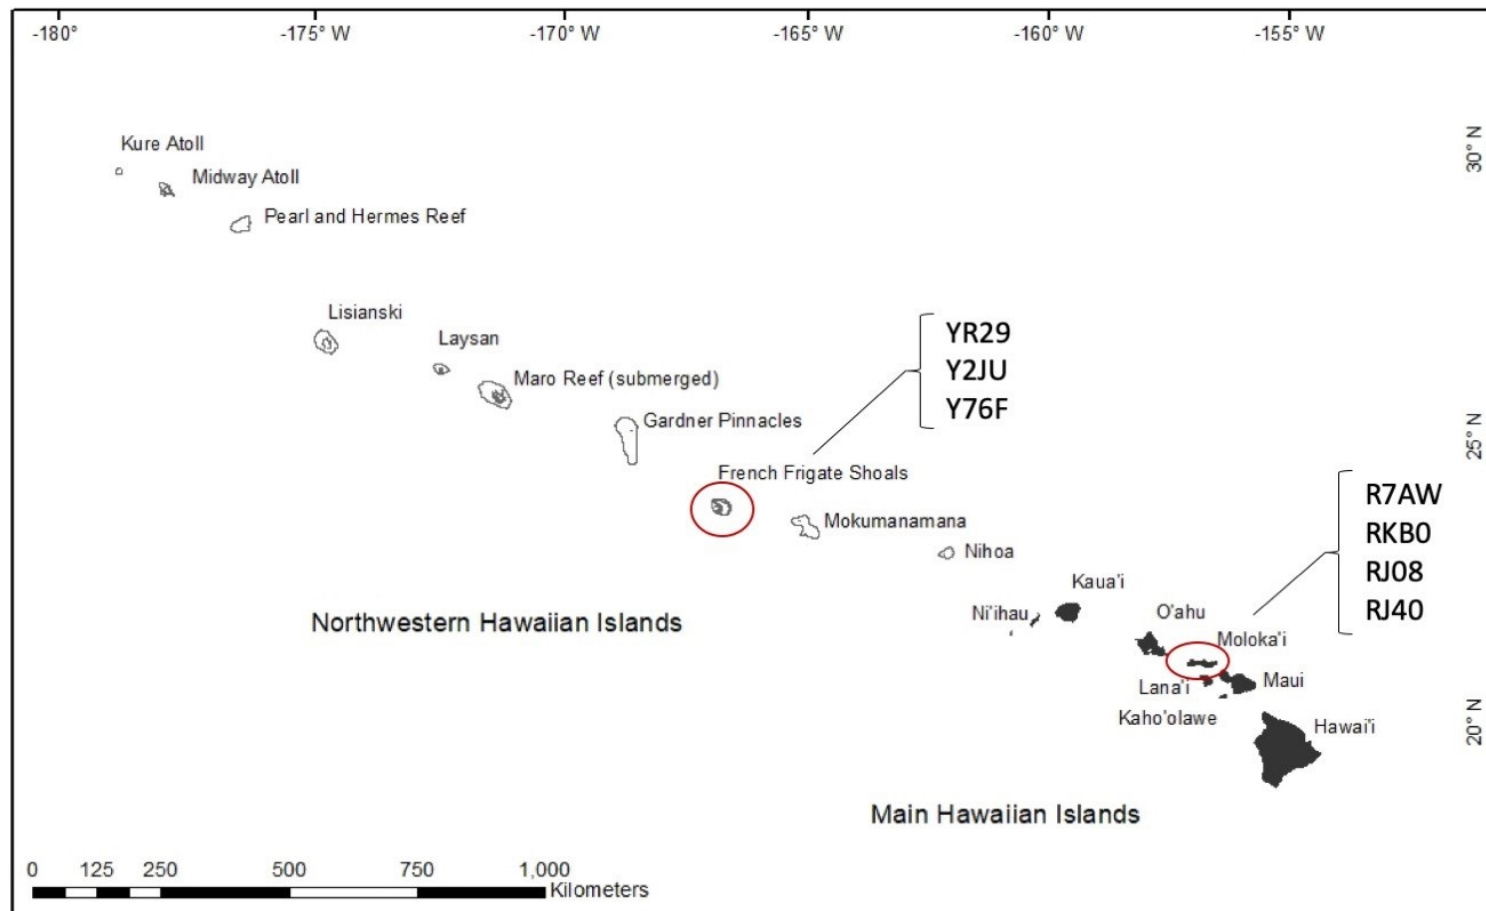 -180°
-175° W
-170° W
-165° W
-160° W
-155° W
30° N
Kure Atoll
Midway Atoll
Pearl and Hermes Reef
Lisianski
Laysan
YR29
Y2JU
Y76F
Maro Reef (submerged)
Gardner Pinnacles
25° N
French Frigate Shoals
R7AW
RKB0
RJ08
RJ40
Mokumanamana
Nihoa
Kaua'i
Ni'ihau
O'ahu
Northwestern Hawaiian Islands
Moloka'i
Lana'i
Maui
Kaho'olawe
20° N
Hawai'i
Main Hawaiian Islands
0 125 250 500 750 1,000
Kilometers